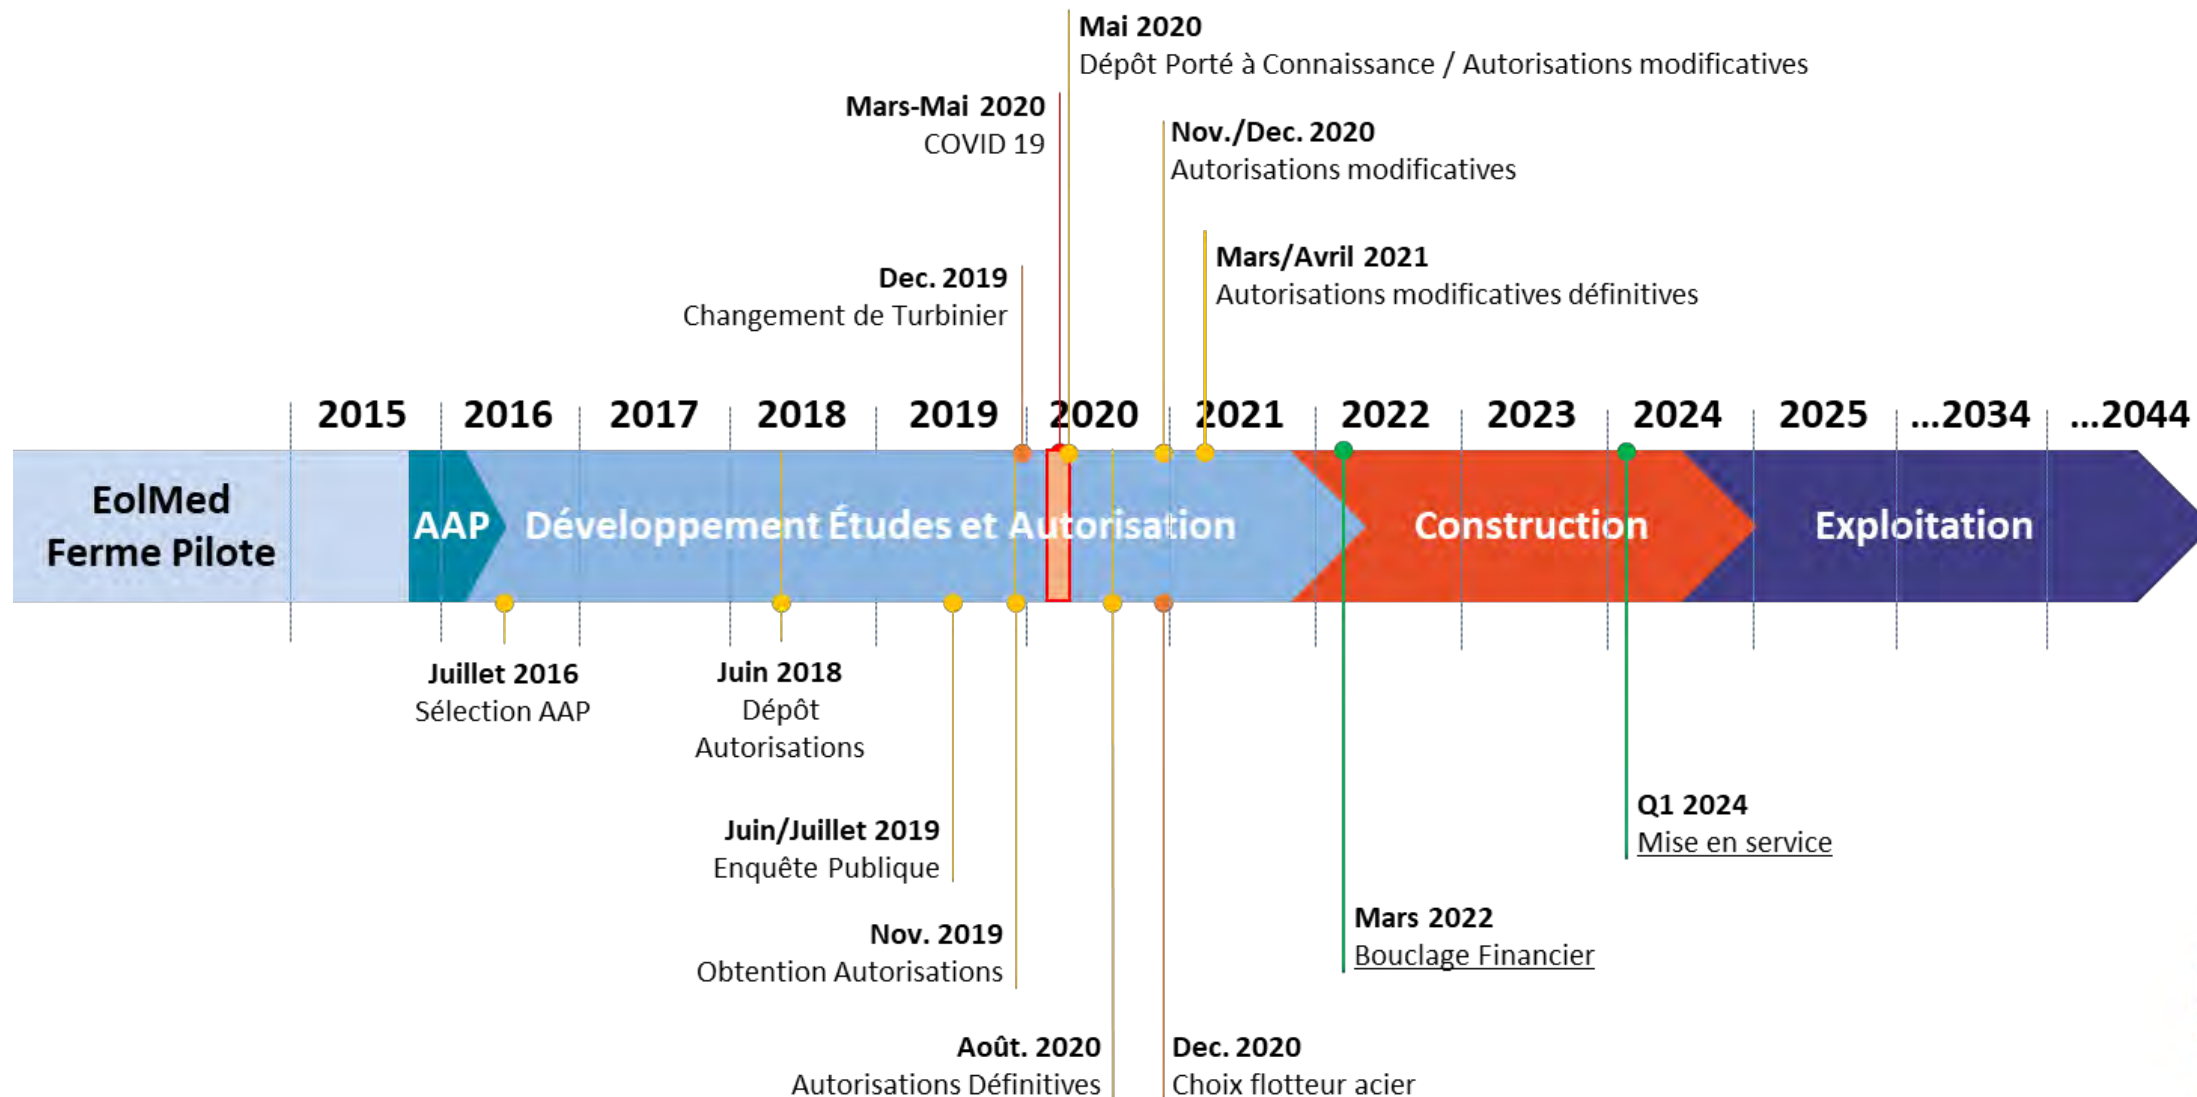 Mai 2020
Dépôt Porté à Connaissance / Autorisations modificatives
Mars-Mai 2020
COVID 19
Nov./Dec. 2020
Autorisations modificatives
Mars/Avril 2021
Autorisations modificatives définitives
Dec. 2019
Changement de Turbinier
2015 2016 2017 2018 2019 2020 2021 2022 2023 2024 2025 ...2034 ...2044
EolMed
Ferme Pilote
AAP
Développement Études et Autorisation
Construction
Exploitation
Juillet 2016
Sélection AAP
Juin 2018
Dépôt
Autorisations
Juin/Juillet 2019
Enquête Publique
Nov. 2019
Obtention Autorisations
Août. 2020
Autorisations Définitives
Dec. 2020
Choix flotteur acier
Mars 2022
Bouclage Financier
Q1 2024
Mise en service